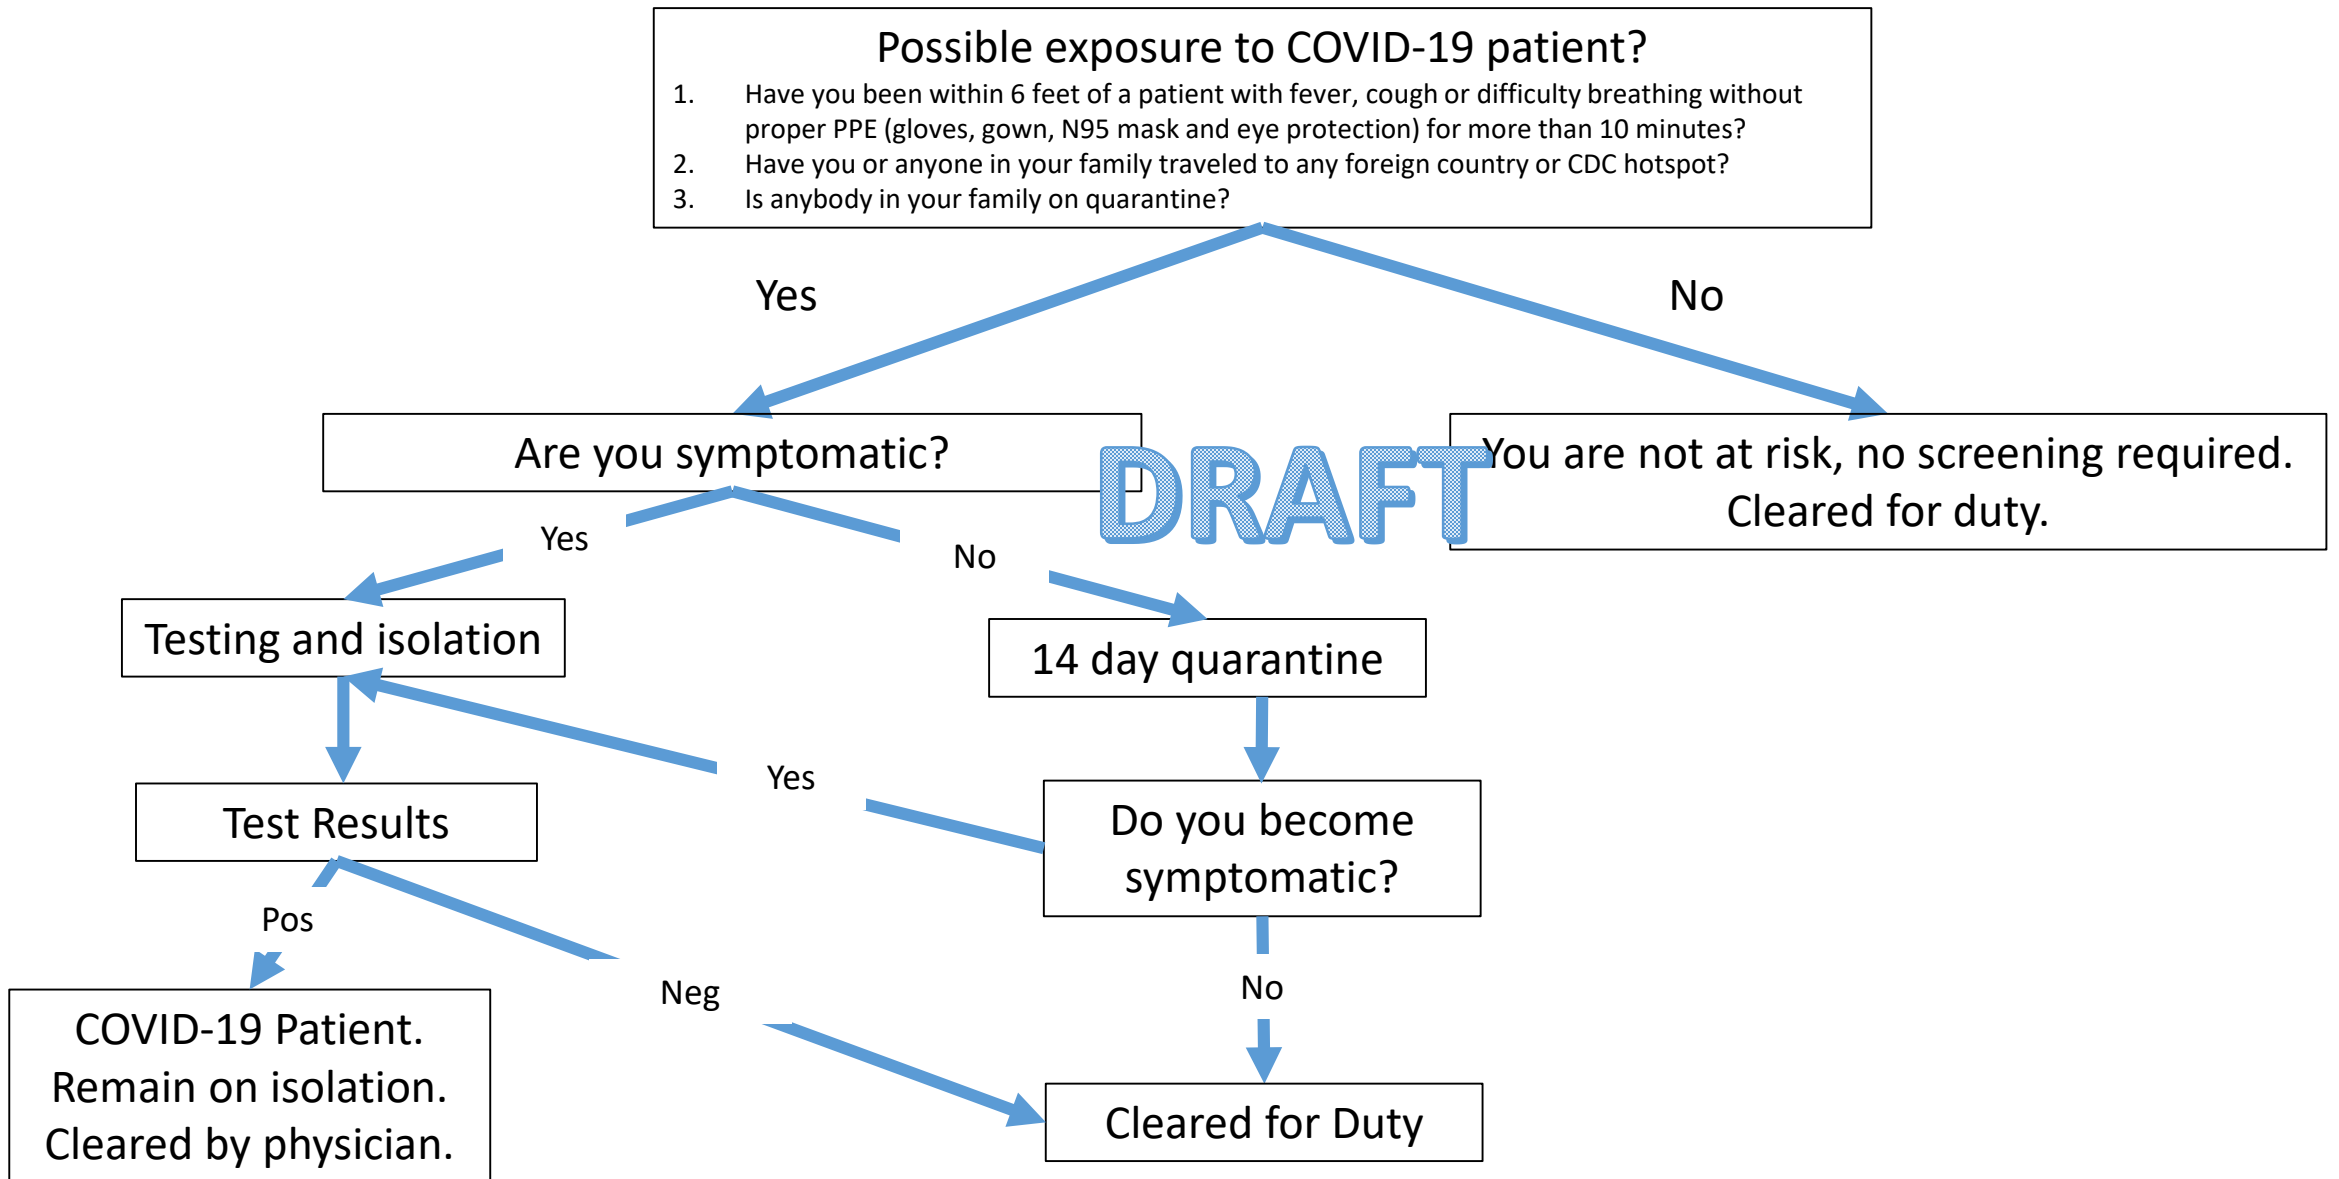 Possible exposure to COVID-19 patient?
1. Have you been within 6 feet of a patient with fever, cough or difficulty breathing without
proper PPE (gloves, gown, N95 mask and eye protection) for more than 10 minutes?
2. Have you or anyone in your family traveled to any foreign country or CDC hotspot?
3. Is anybody in your family on quarantine?
Yes
No
Are you symptomatic?
DRAFT
You are not at risk, no screening required.
Cleared for duty.
Yes
No
Testing and isolation
14 day quarantine
Yes
Test Results
Do you become
symptomatic?
Pos
Neg
No
COVID-19 Patient.
Remain on isolation.
Cleared by physician.
Cleared for Duty